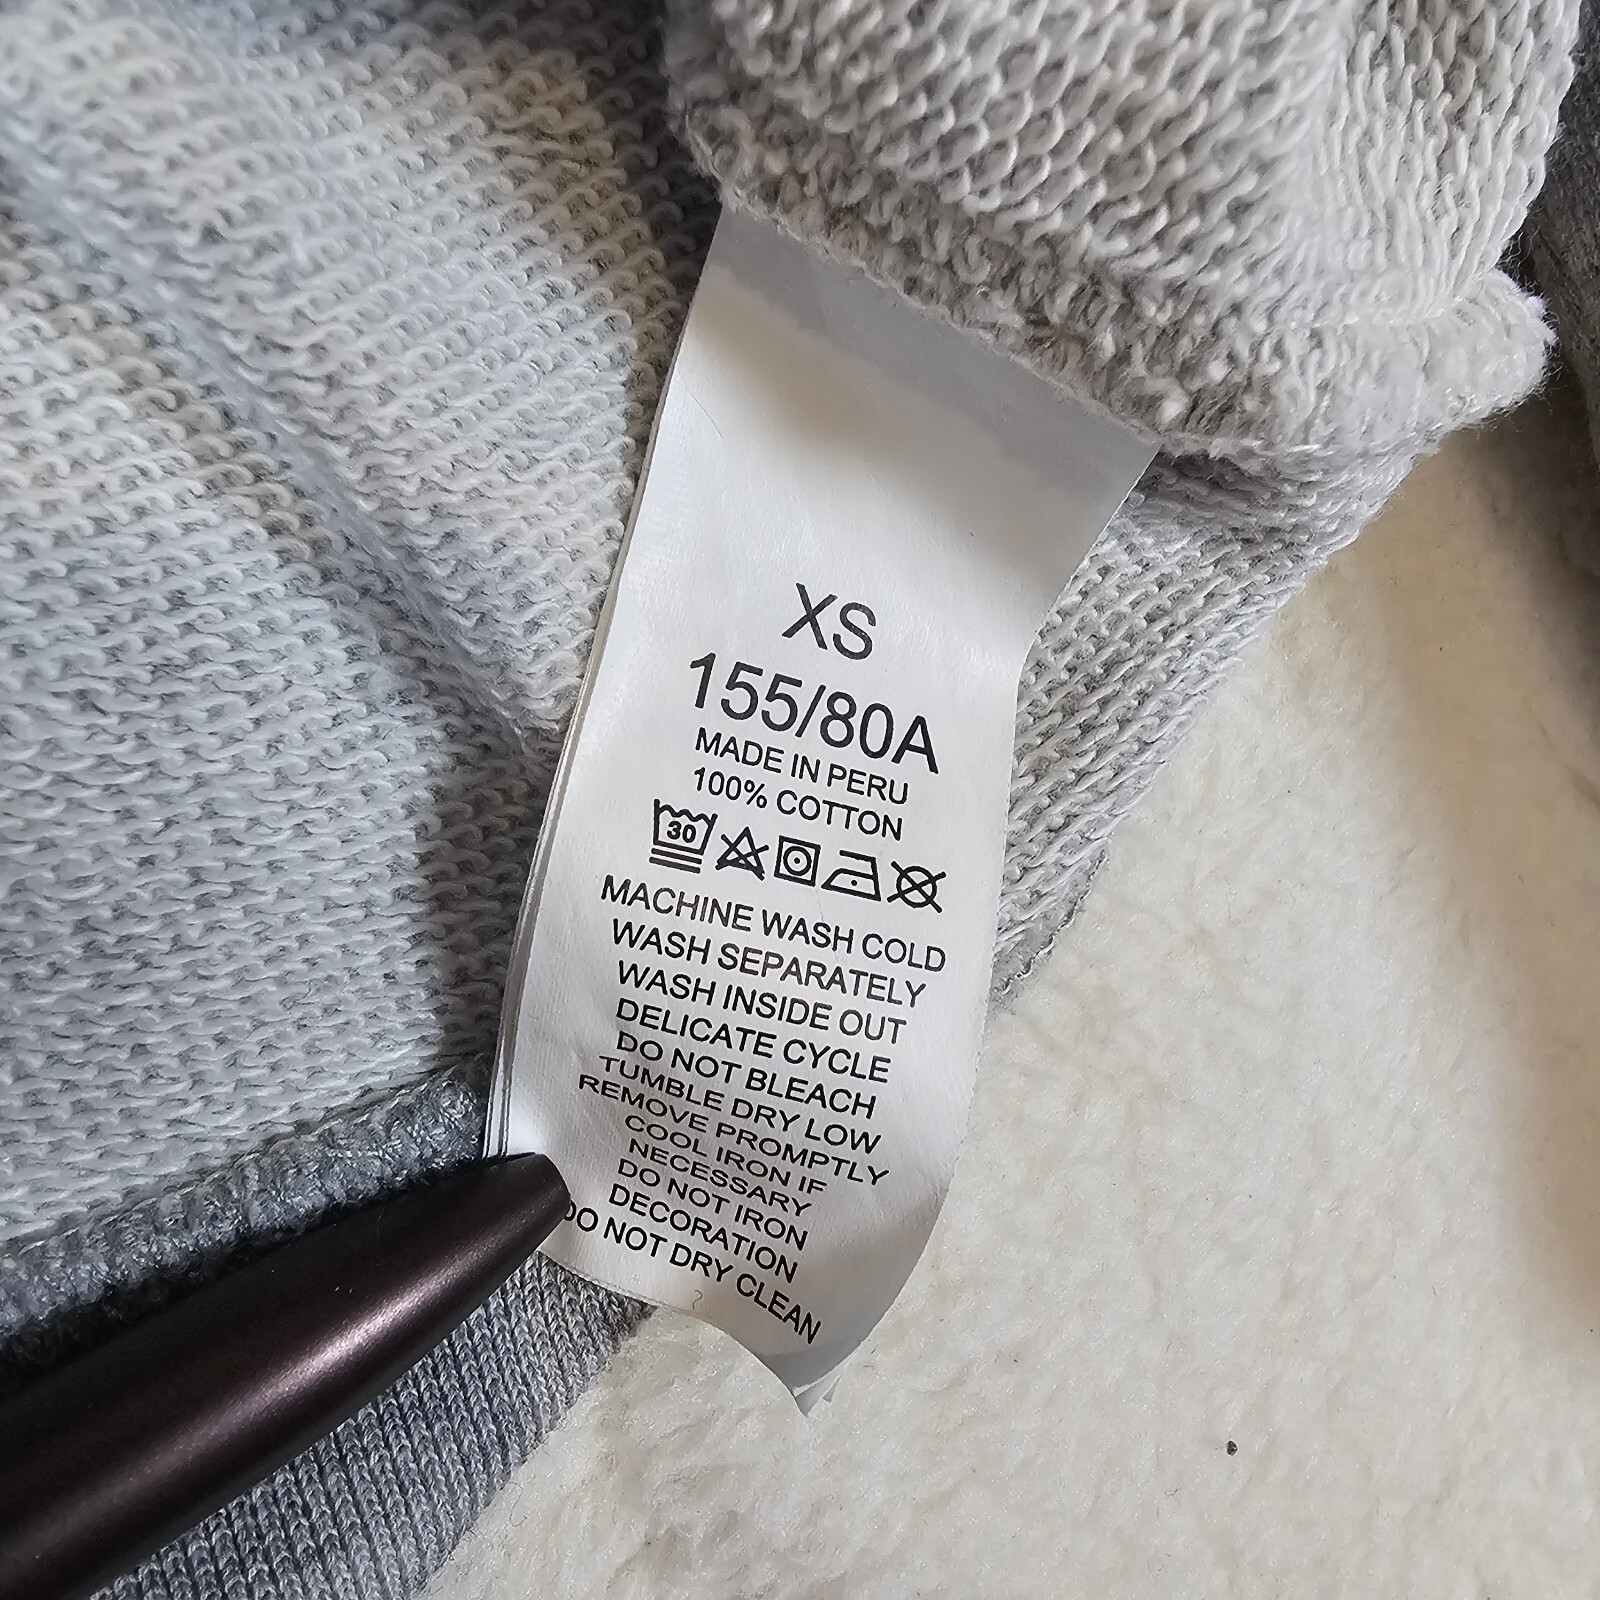 XS
155/80A
MADE IN PERU
100% COTTON
30
MACHINE WASH COLD
WASH SEPARATELY
WASH INSIDE OUT
DELICATE CYCLE
DO NOT BLEACH
TUMBLE DRY LOW
REMOVE PROMPTLY
COOL IRON IF
NECESSARY
DO NOT IRON
DECORATION
DO NOT DRY CLEAN